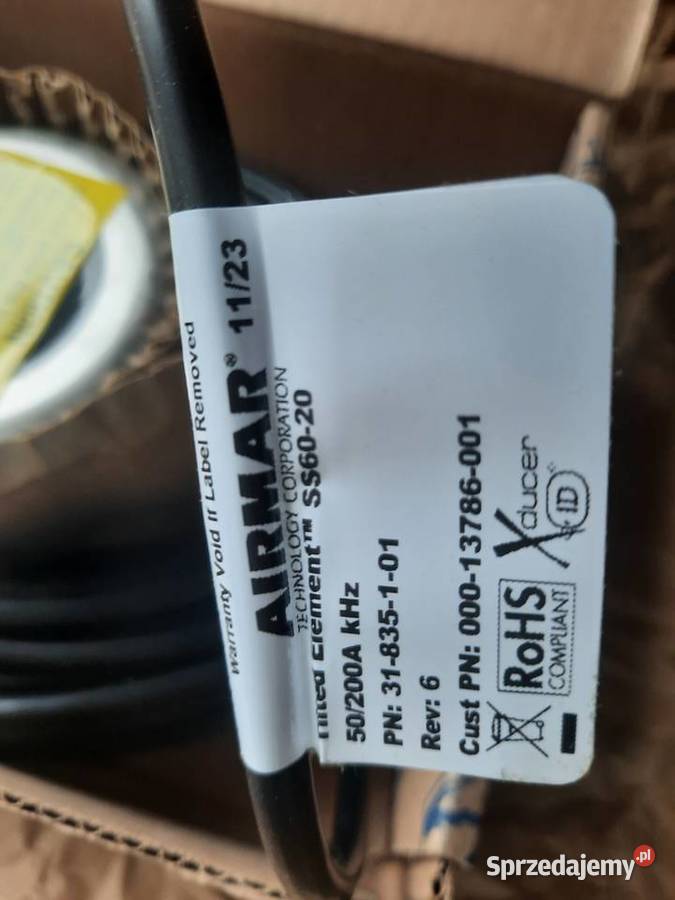 Warranty Void If Label Removed
AIRMAR® 11/23
TECHNOLOGY CORPORATION
Tilted Element™ SS60-20
50/200A kHz
PN: 31-835-1-01
Rev: 6
Cust PN: 000-13786-001
RoHS
COMPLIANT
Xducer
ID
Sprzedajemy.pl